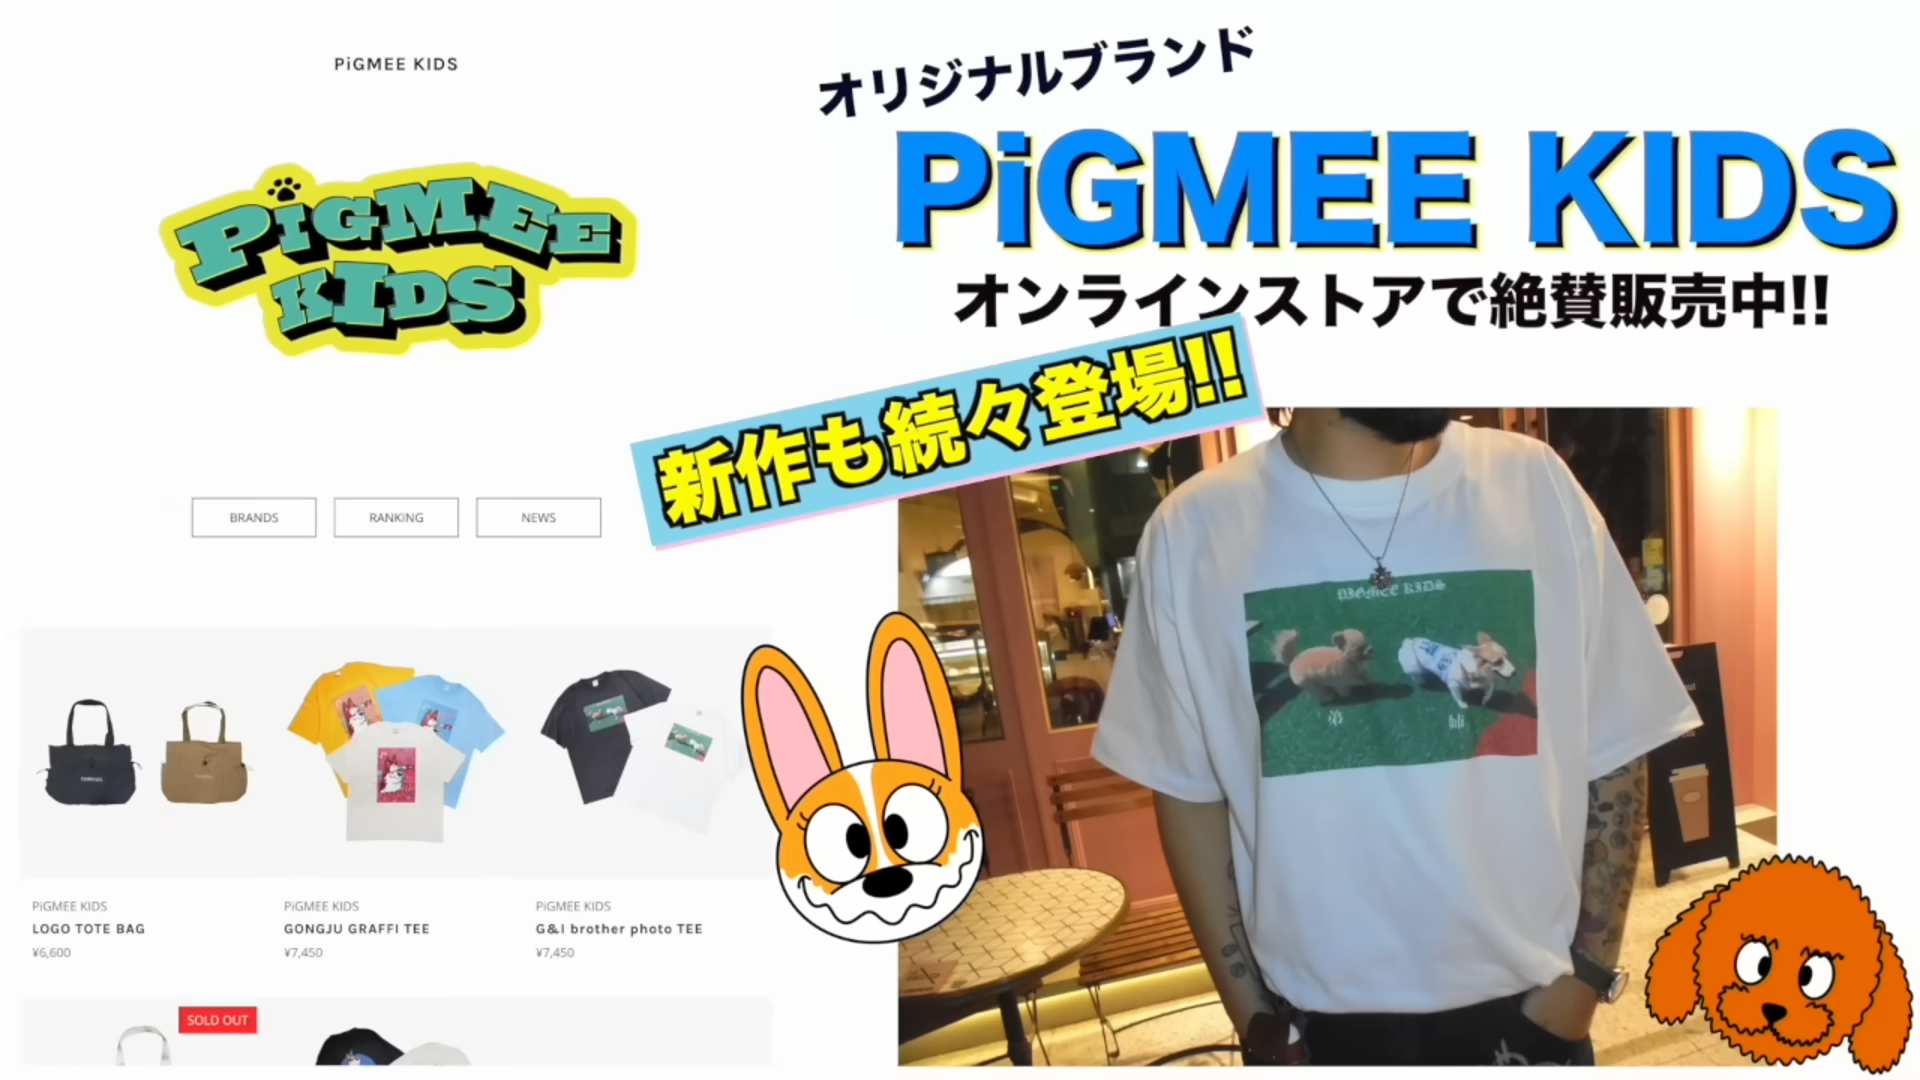 PiGMEE KIDS
PiGMEE
KIDS
BRANDS
RANKING
NEWS
オリジナルブランド
PiGMEE KIDS
オンラインストアで絶賛販売中!!
新作も続々登場!!
PIGMEE KIDS
弟
姉
PiGMEE KIDS
LOGO TOTE BAG
¥6,600
PiGMEE KIDS
GONGJU GRAFFI TEE
¥7,450
PiGMEE KIDS
G&I brother photo TEE
¥7,450
SOLD OUT